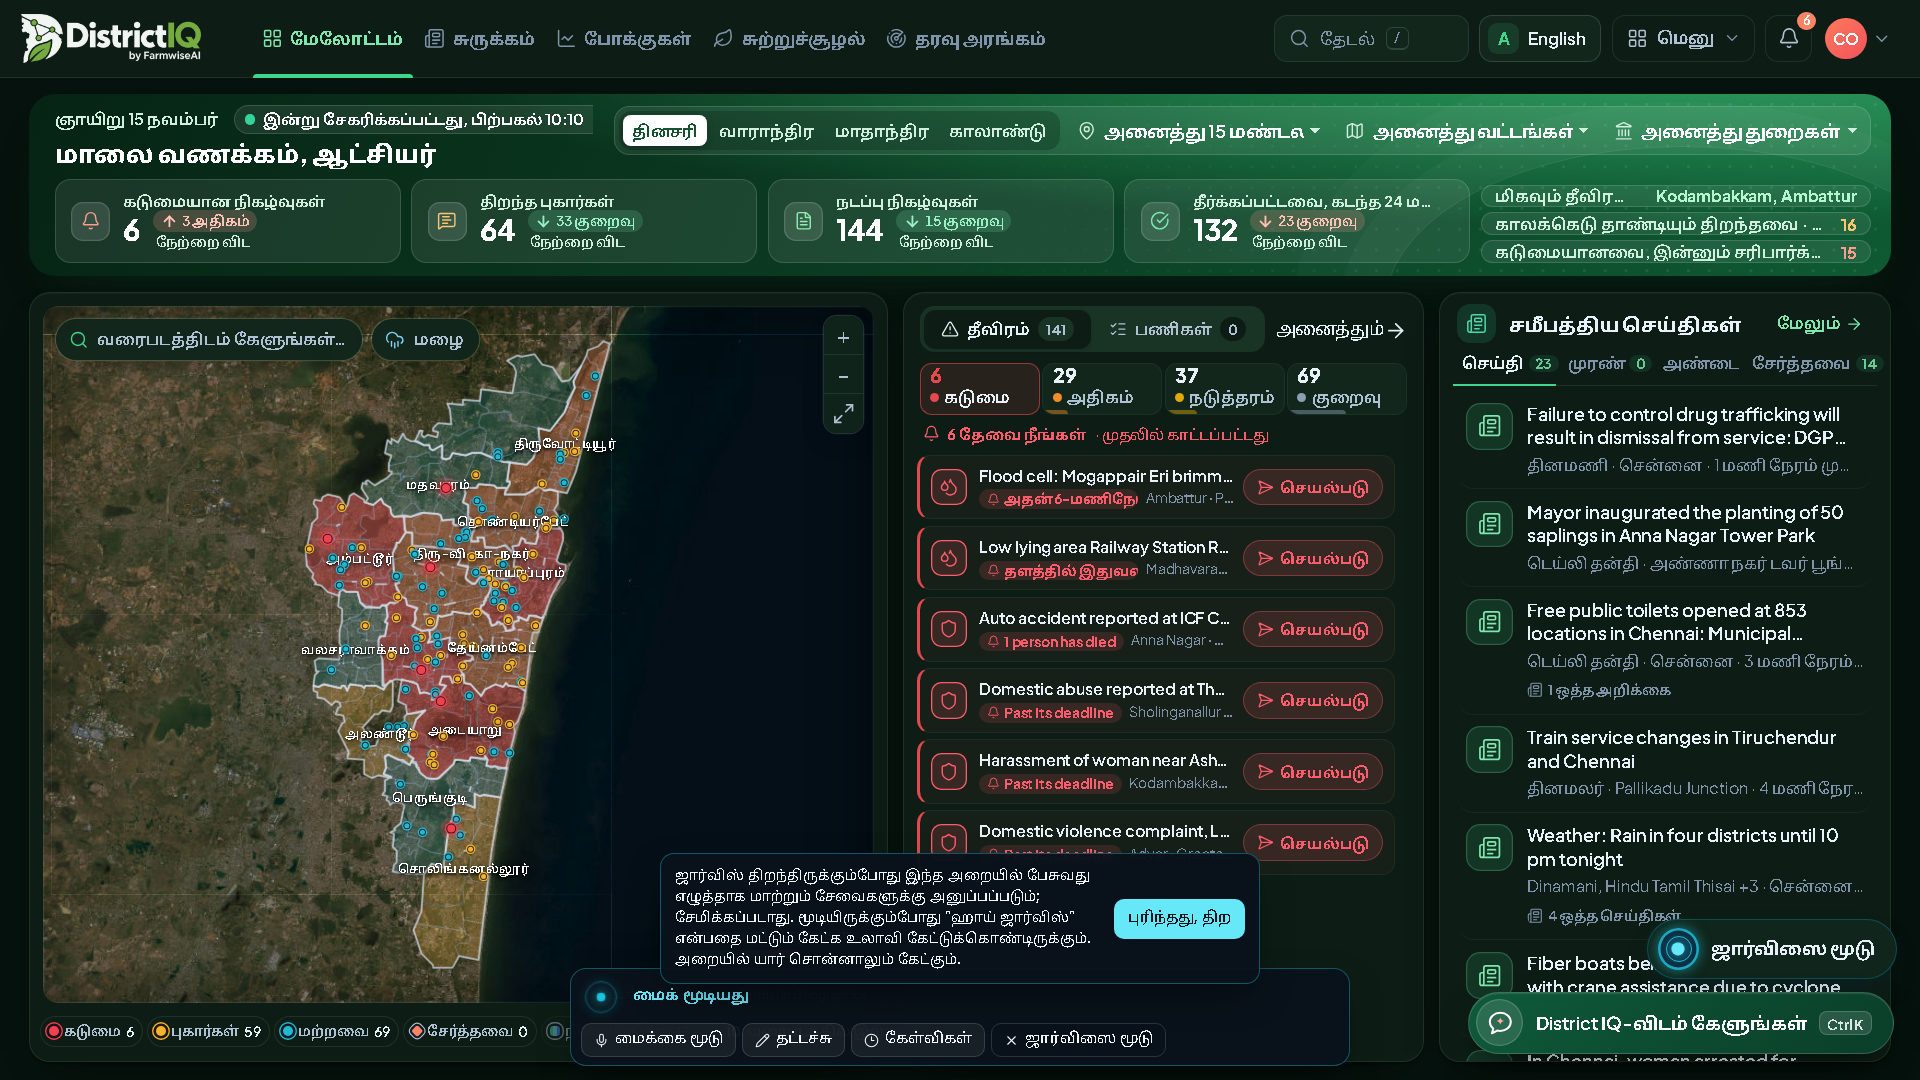 DistrictIQ
by FarmwiseAI
மேலோட்டம்
சுருக்கம்
போக்குகள்
சுற்றுச்சூழல்
தரவு அரங்கம்
தேடல் /
A English
மெனு
6
CO
ஞாயிறு 15 நவம்பர்
இன்று சேகரிக்கப்பட்டது, பிற்பகல் 10:10
மாலை வணக்கம், ஆட்சியர்
தினசரி
வாராந்திர
மாதாந்திர
காலாண்டு
அனைத்து 15 மண்டல
அனைத்து வட்டங்கள்
அனைத்து துறைகள்
கடுமையான நிகழ்வுகள்
6 ↑ 3 அதிகம்
நேற்றை விட
திறந்த புகார்கள்
64 ↓ 33 குறைவு
நேற்றை விட
நடப்பு நிகழ்வுகள்
144 ↓ 15 குறைவு
நேற்றை விட
தீர்க்கப்பட்டவை, கடந்த 24 ம...
132 ↓ 23 குறைவு
நேற்றை விட
மிகவும் தீவிர... Kodambakkam, Ambattur
காலக்கெடு தாண்டியும் திறந்தவை · ... 16
கடுமையானவை, இன்னும் சரிபார்க்... 15
வரைபடத்திடம் கேளுங்கள்...
மழை
+
−
திருவோட்டியூர்
மதவரம்
தொண்டியர்பேட்
அம்பட்டூர்
திரு-வி-கா-நகர்
ராயபுரம்
வலசரவாக்கம்
தேய்னம்பேட்
அலண்டூர்
அடையாறு
பெருங்குடி
சொலிங்கனல்லூர்
கடுமை 6
புகார்கள் 59
மற்றவை 69
சேர்த்தவை 0
தீவிரம் 141
பணிகள் 0
அனைத்தும் →
6 கடுமை
29 அதிகம்
37 நடுத்தரம்
69 குறைவு
6 தேவை நீங்கள் · முதலில் காட்டப்பட்டது
Flood cell: Mogappair Eri brimm...
அதன் 6-மணிநே Ambattur · P...
செயல்படு
Low lying area Railway Station R...
தளத்தில் இதுவை Madhavara...
செயல்படு
Auto accident reported at ICF C...
1 person has died Anna Nagar · ...
செயல்படு
Domestic abuse reported at Th...
Past its deadline Sholinganallur ...
செயல்படு
Harassment of woman near Ash...
Past its deadline Kodambakka...
செயல்படு
Domestic violence complaint, L...
செயல்படு
சமீபத்திய செய்திகள்
மேலும் →
செய்தி 23
முரண் 0
அண்டை
சேர்த்தவை 14
Failure to control drug trafficking will
result in dismissal from service: DGP...
தினமணி · சென்னை · 1 மணி நேரம் மு...
Mayor inaugurated the planting of 50
saplings in Anna Nagar Tower Park
டெய்லி தன்தி · அண்ணா நகர் டவர் பூங்...
Free public toilets opened at 853
locations in Chennai: Municipal...
டெய்லி தன்தி · சென்னை · 3 மணி நேரம்...
1 ஒத்த அறிக்கை
Train service changes in Tiruchendur
and Chennai
தினமலர் · Pallikadu Junction · 4 மணி நேர...
Weather: Rain in four districts until 10
pm tonight
Dinamani, Hindu Tamil Thisai +3 · சென்னை...
4 ஒத்த செய்திகள்
Fiber boats be
with crane assistance due to cyclone
In Chennai, woman arrested for
ஜார்விஸ் திறந்திருக்கும்போது இந்த அறையில் பேசுவது
எழுத்தாக மாற்றும் சேவைகளுக்கு அனுப்பப்படும்;
சேமிக்கப்படாது. மூடியிருக்கும்போது "ஹாய் ஜார்விஸ்"
என்பதை மட்டும் கேட்க உலாவி கேட்டுக்கொண்டிருக்கும்.
அறையில் யார் சொன்னாலும் கேட்கும்.
புரிந்தது, திற
மைக் மூடியது
மைக்கை மூடு
தட்டச்சு
கேள்விகள்
× ஜார்விஸை மூடு
ஜார்விஸை மூடு
District IQ-விடம் கேளுங்கள் Ctrl K